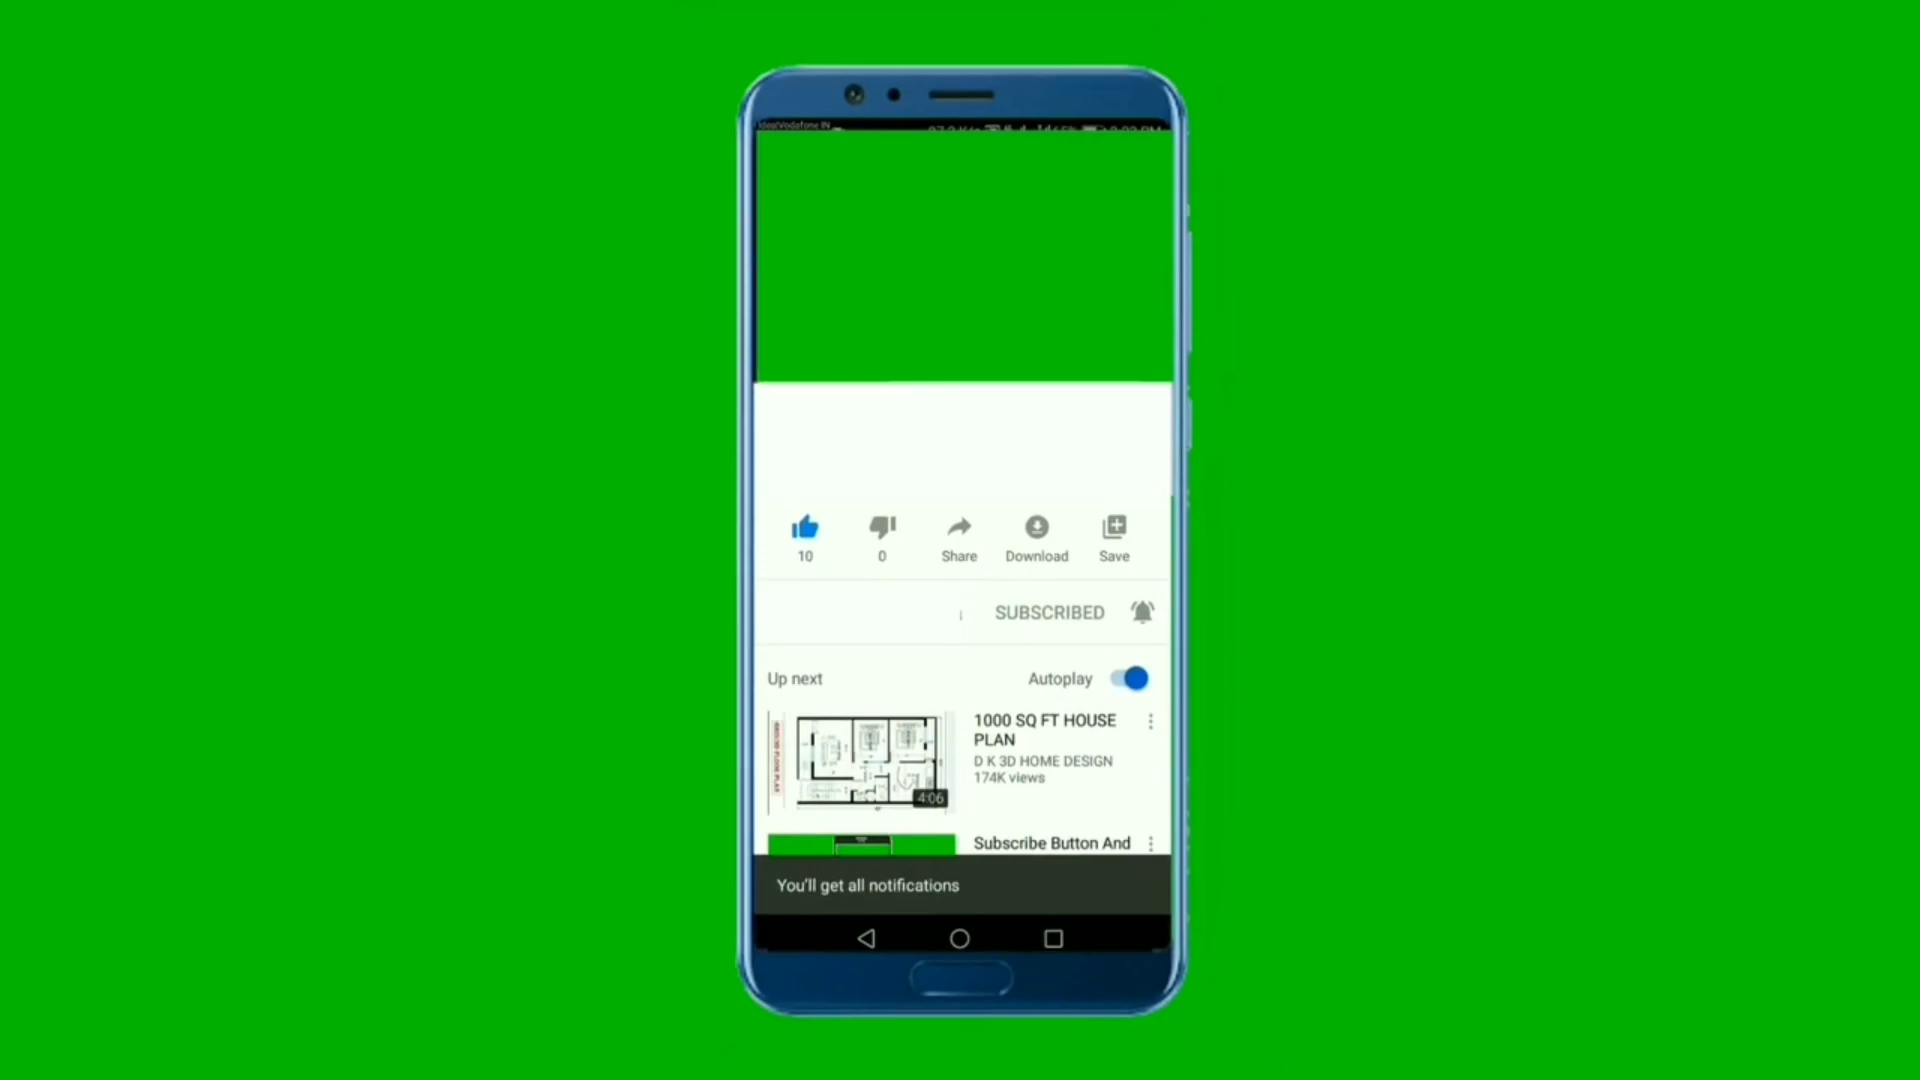 10
0
Share
Download
Save
SUBSCRIBED
Up next
Autoplay
1000 SQ FT HOUSE
PLAN
D K 3D HOME DESIGN
174K views
4:06
Subscribe Button And
You'll get all notifications